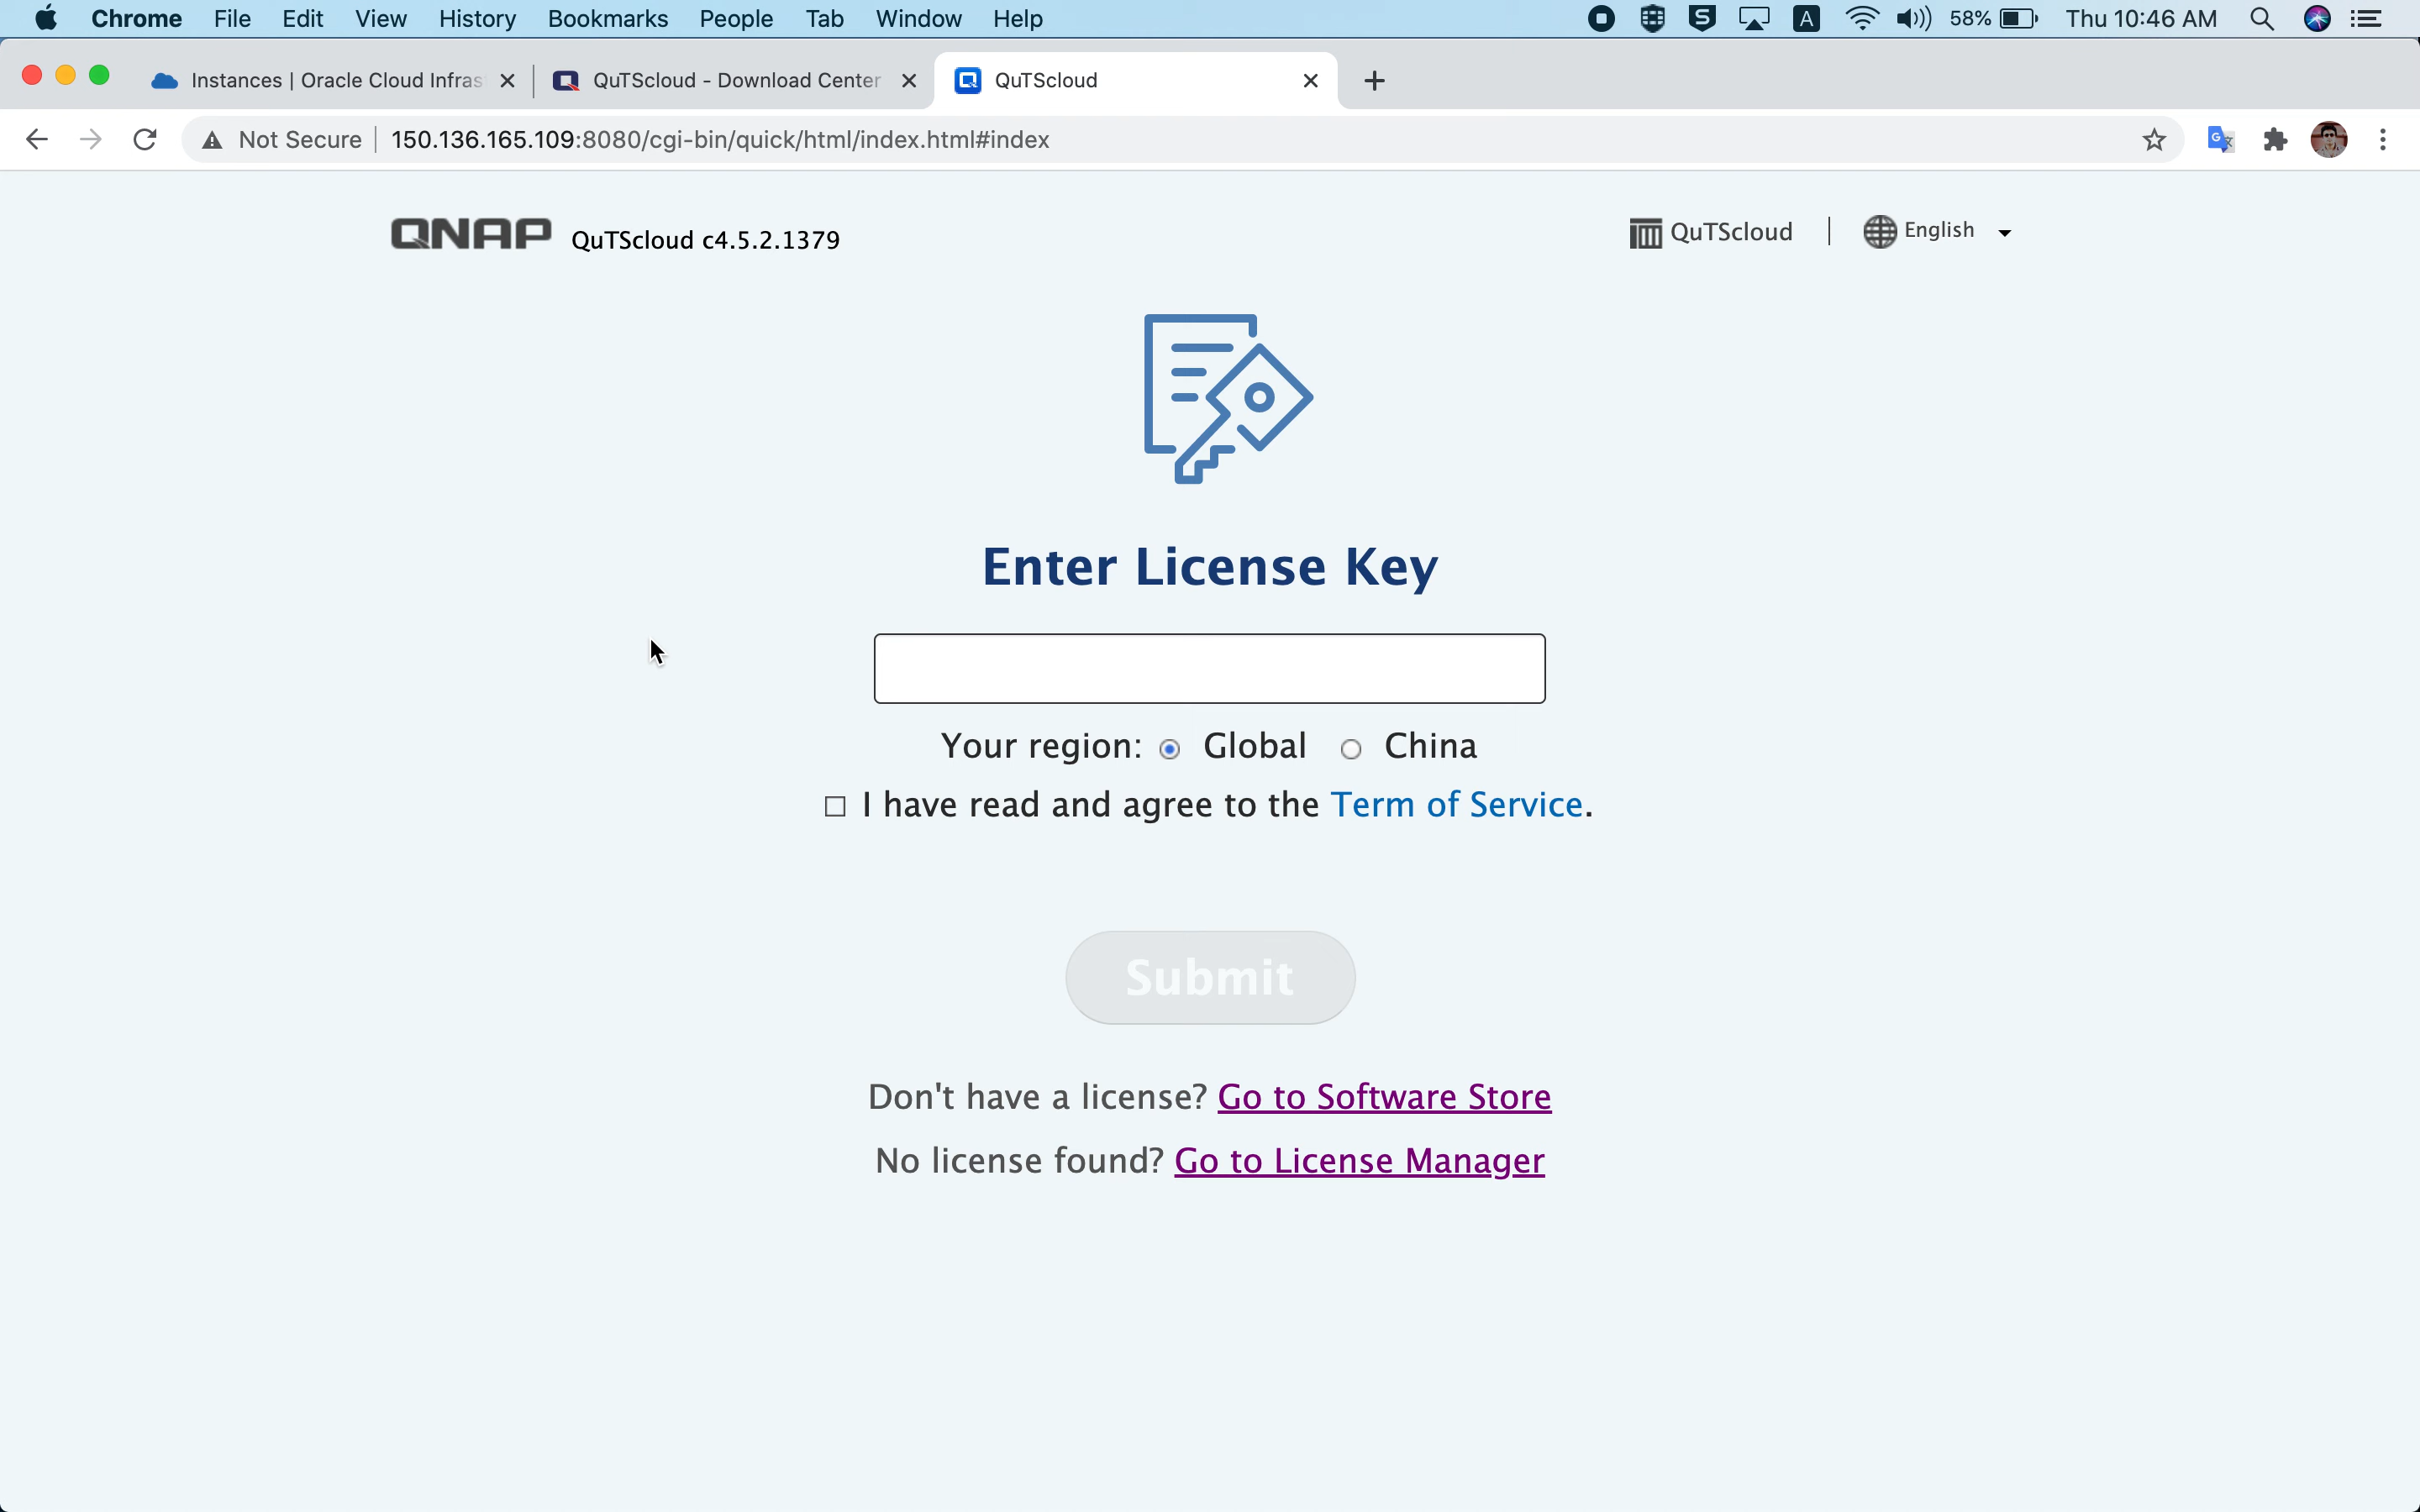 Chrome File Edit View History Bookmarks People Tab Window Help A 58% Thu 10:46 AM
Instances | Oracle Cloud Infras QuTScloud - Download Center QuTScloud
Not Secure 150.136.165.109:8080/cgi-bin/quick/html/index.html#index
QNAP QuTScloud c4.5.2.1379 QuTScloud | English
Enter License Key
Your region: Global China
I have read and agree to the Term of Service.
Submit
Don't have a license? Go to Software Store
No license found? Go to License Manager